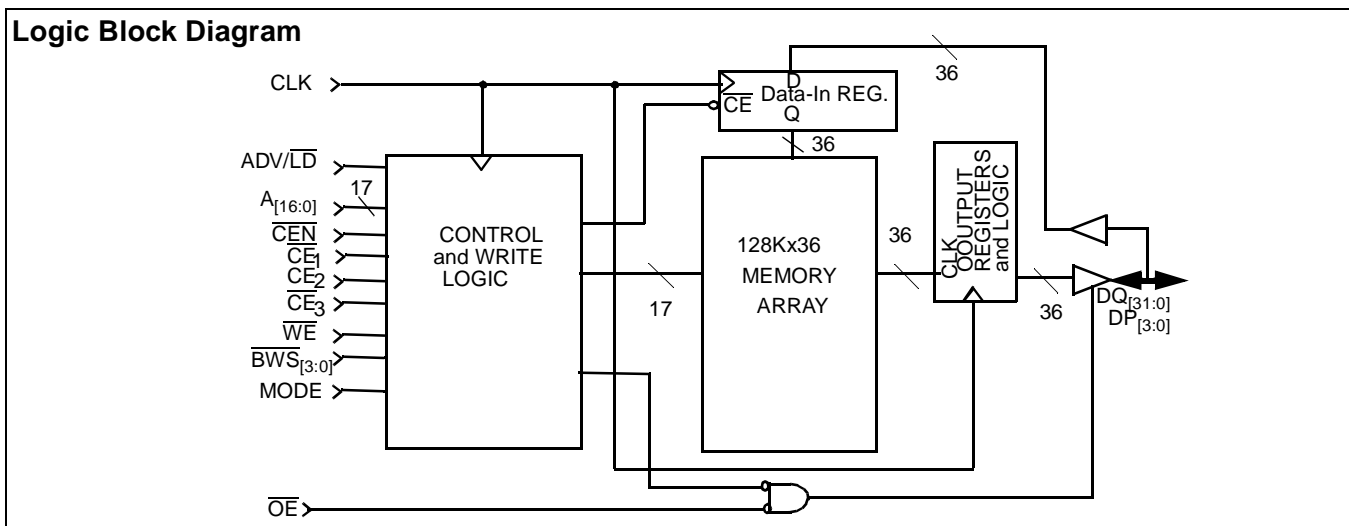 Logic Block Diagram
CLK
ADV/LD
A[16:0]
17
CEN
CE1
CE2
CE3
WE
BWS[3:0]
MODE
OE
CONTROL
and WRITE
LOGIC
D
CE Data-In REG.
Q
36
36
17
128Kx36
MEMORY
ARRAY
36
CLK
OUTPUT
REGISTERS
and LOGIC
36
DQ[31:0]
DP[3:0]